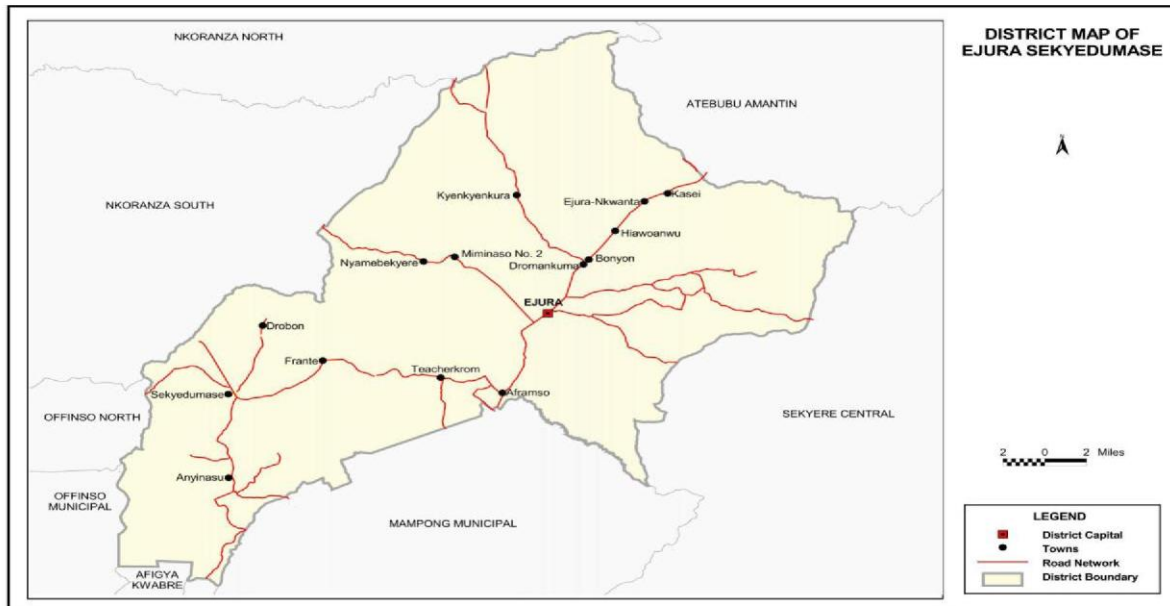 DISTRICT MAP OF
EJURA SEKYEDUMASE
NKORANZA NORTH
ATEBUBU AMANTIN
N
Kyenkyenkura
Kasei
Ejura-Nkwanta
NKORANZA SOUTH
Hiawoanwu
Miminaso No. 2
Nyamebekyere
Bonyon
Dromankuma
EJURA
Drobon
Frante
Teacherkrom
Sekyedumase
Aframso
OFFINSO NORTH
SEKYERE CENTRAL
2 0 2 Miles
Anyinasu
OFFINSO
MUNICIPAL
MAMPONG MUNICIPAL
AFIGYA
KWABRE
LEGEND
District Capital
Towns
Road Network
District Boundary